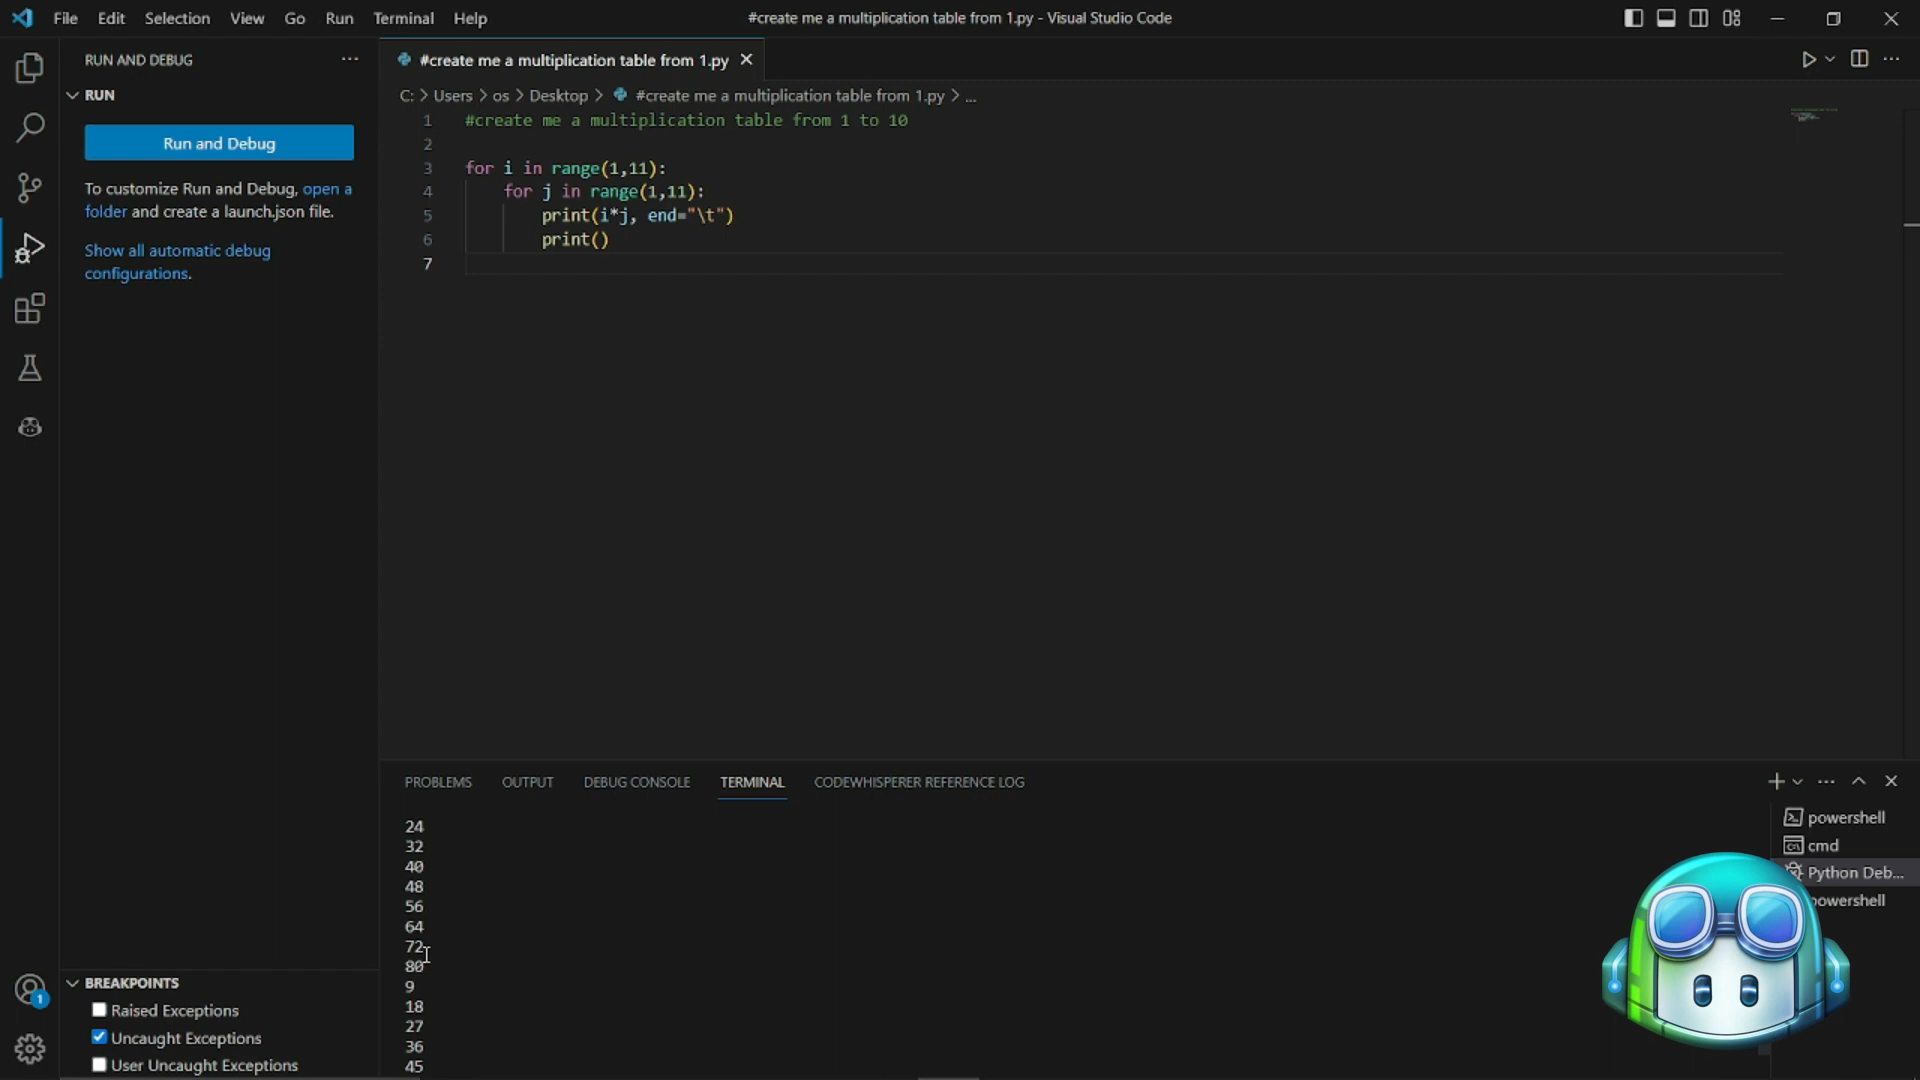 File Edit Selection View Go Run Terminal Help
#create me a multiplication table from 1.py - Visual Studio Code
RUN AND DEBUG
RUN
Run and Debug
To customize Run and Debug, open a
folder and create a launch.json file.
Show all automatic debug
configurations.
#create me a multiplication table from 1.py
C: > Users > os > Desktop > #create me a multiplication table from 1.py > ...
1 #create me a multiplication table from 1 to 10
2
3 for i in range(1,11):
4 for j in range(1,11):
5 print(i*j, end="\t")
6 print()
7
PROBLEMS OUTPUT DEBUG CONSOLE TERMINAL CODEWHISPERER REFERENCE LOG
24
32
40
48
56
64
72
80
9
18
27
36
45
powershell
cmd
Python Deb...
powershell
1
BREAKPOINTS
Raised Exceptions
Uncaught Exceptions
User Uncaught Exceptions